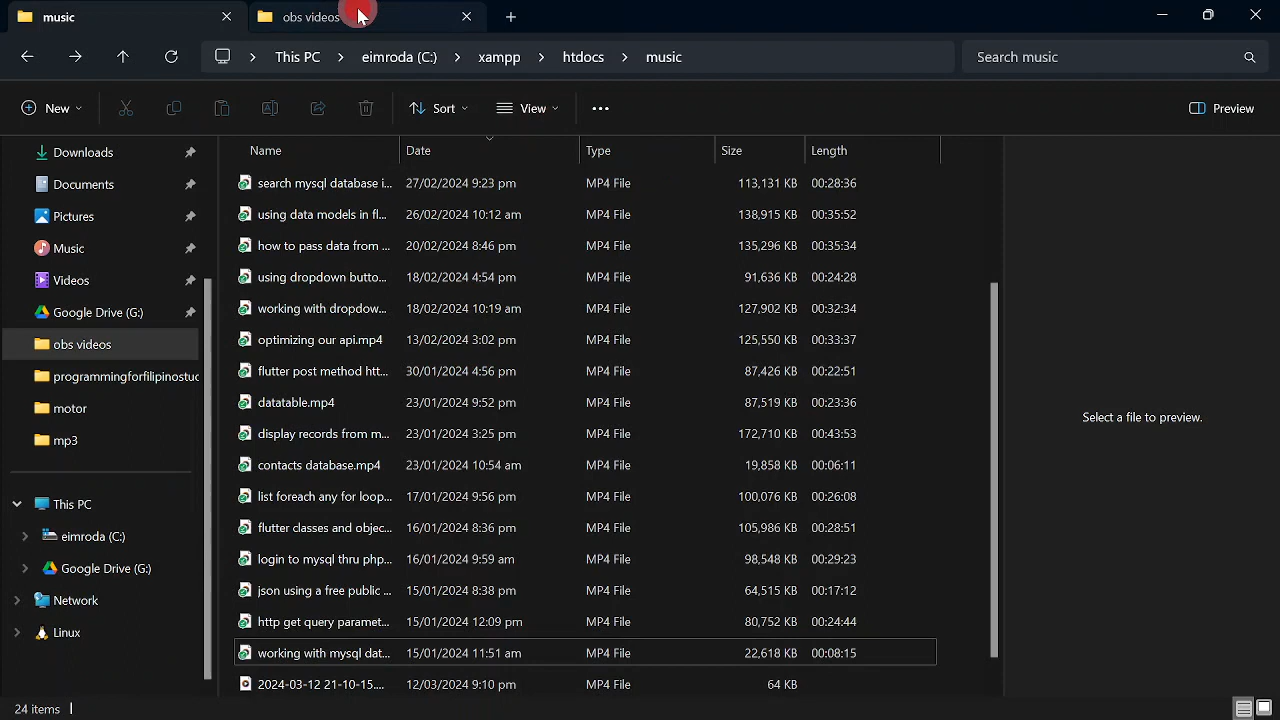 music
obs videos
This PC > eimroda (C:) > xampp > htdocs > music
Search music
New
Sort
View
Preview
Downloads
Documents
Pictures
Music
Videos
Google Drive (G:)
obs videos
programmingforfilipinostuc
motor
mp3
This PC
eimroda (C:)
Google Drive (G:)
Network
Linux
Name Date Type Size Length
search mysql database i... 27/02/2024 9:23 pm MP4 File 113,131 KB 00:28:36
using data models in fl... 26/02/2024 10:12 am MP4 File 138,915 KB 00:35:52
how to pass data from ... 20/02/2024 8:46 pm MP4 File 135,296 KB 00:35:34
using dropdown butto... 18/02/2024 4:54 pm MP4 File 91,636 KB 00:24:28
working with dropdow... 18/02/2024 10:19 am MP4 File 127,902 KB 00:32:34
optimizing our api.mp4 13/02/2024 3:02 pm MP4 File 125,550 KB 00:33:37
flutter post method htt... 30/01/2024 4:56 pm MP4 File 87,426 KB 00:22:51
datatable.mp4 23/01/2024 9:52 pm MP4 File 87,519 KB 00:23:36
display records from m... 23/01/2024 3:25 pm MP4 File 172,710 KB 00:43:53
contacts database.mp4 23/01/2024 10:54 am MP4 File 19,858 KB 00:06:11
list foreach any for loop... 17/01/2024 9:56 pm MP4 File 100,076 KB 00:26:08
flutter classes and objec... 16/01/2024 8:36 pm MP4 File 105,986 KB 00:28:51
login to mysql thru php... 16/01/2024 9:59 am MP4 File 98,548 KB 00:29:23
json using a free public ... 15/01/2024 8:38 pm MP4 File 64,515 KB 00:17:12
http get query paramet... 15/01/2024 12:09 pm MP4 File 80,752 KB 00:24:44
working with mysql dat... 15/01/2024 11:51 am MP4 File 22,618 KB 00:08:15
2024-03-12 21-10-15.... 12/03/2024 9:10 pm MP4 File 64 KB
Select a file to preview.
24 items